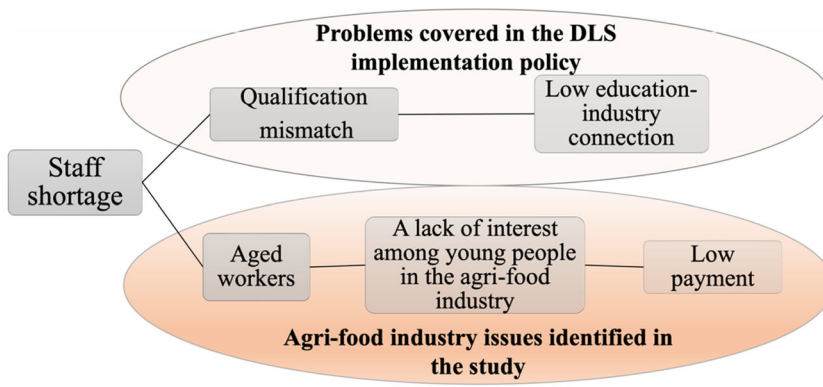 Problems covered in the DLS
implementation policy
Qualification
mismatch
Low education-
industry
connection
Staff
shortage
Aged
workers
A lack of interest
among young people
in the agri-food
industry
Low
payment
Agri-food industry issues identified in
the study